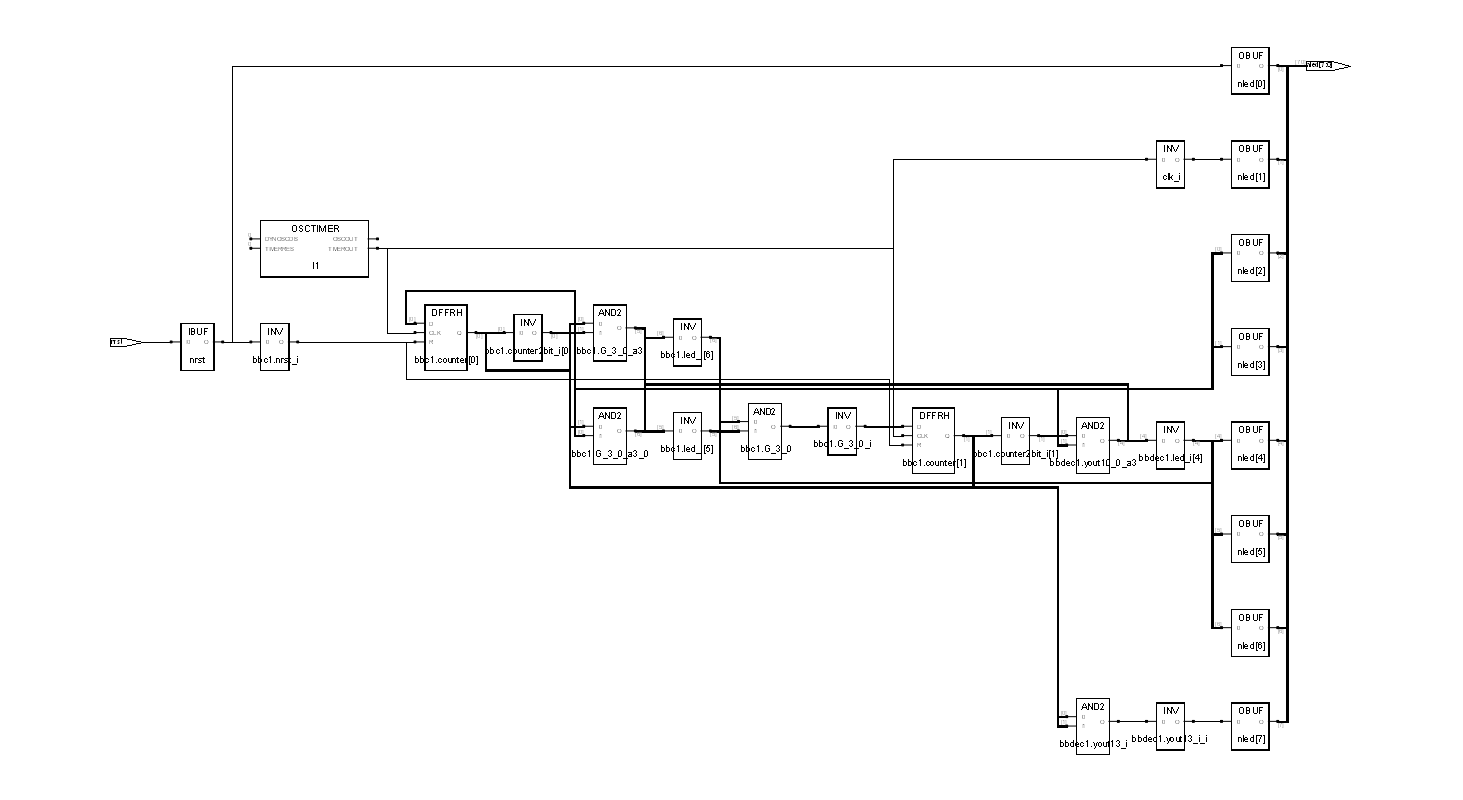 OBUF
nled[0]
nled[7:0]
INV
clk_i
OBUF
nled[1]
OSCTIMER
DYNOSCDIS OSCOUT
TIMERRES TIMEROUT
I1
OBUF
nled[2]
nrst
IBUF
nrst
INV
bbc1.nrst_i
DFFRH
D
CLK Q
R
bbc1.counter[0]
INV
bbc1.counter2bit_i[0]
AND2
bbc1.G_3_0_a3
INV
bbc1.led_[6]
OBUF
nled[3]
AND2
bbc1.G_3_0_a3_0
INV
bbc1.led_[5]
AND2
bbc1.G_3_0
INV
bbc1.G_3_0_i
DFFRH
D
CLK Q
R
bbc1.counter[1]
INV
bbc1.counter2bit_i[1]
AND2
bbdec1.yout10_0_a3
INV
bbdec1.led_i[4]
OBUF
nled[4]
OBUF
nled[5]
OBUF
nled[6]
AND2
bbdec1.yout13_i
INV
bbdec1.yout13_i_i
OBUF
nled[7]